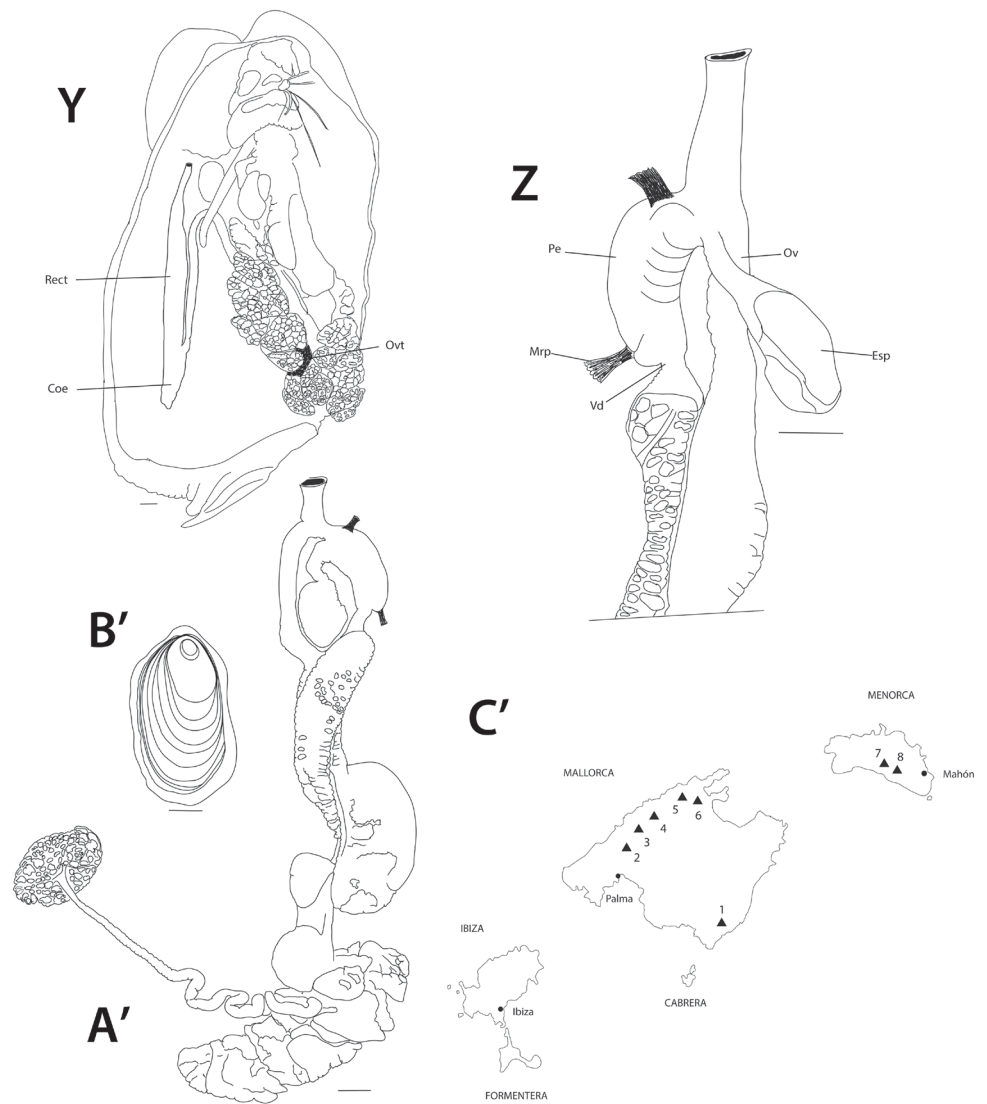 Y
Rect
Coe
Ovt
Z
Pe
Ov
Mrp
Esp
Vd
B’
A’
C’
MENORCA
7
8
Mahón
MALLORCA
5
6
4
3
2
Palma
1
CABRERA
IBIZA
Ibiza
FORMENTERA